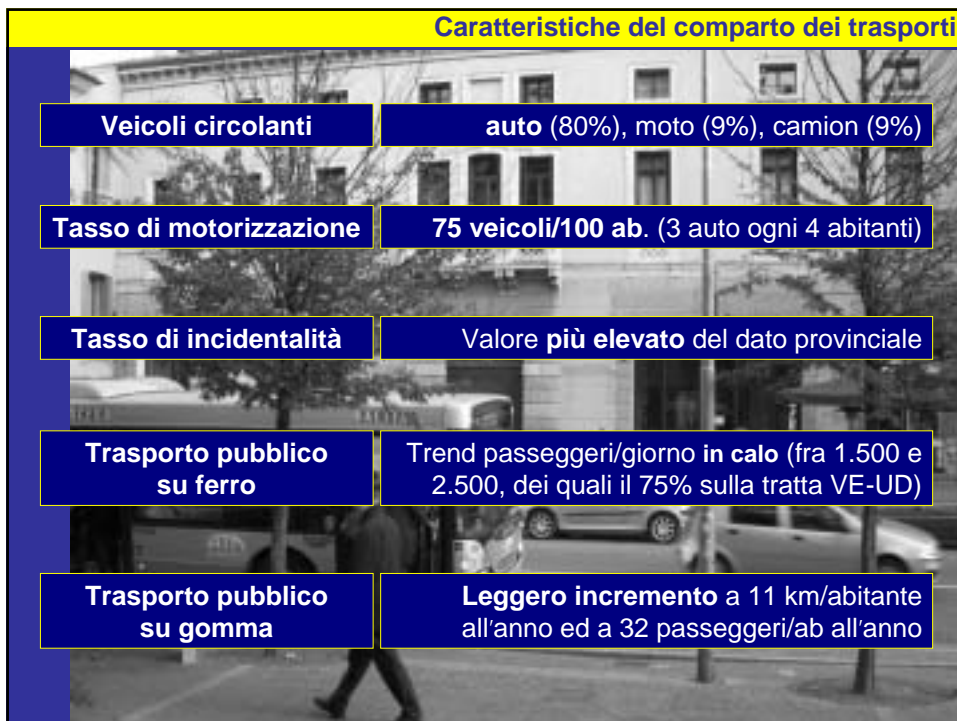 Caratteristiche del comparto dei trasporti
Veicoli circolanti
auto (80%), moto (9%), camion (9%)
Tasso di motorizzazione
75 veicoli/100 ab. (3 auto ogni 4 abitanti)
Tasso di incidentalità
Valore più elevato del dato provinciale
Trasporto pubblico
su ferro
Trend passeggeri/giorno in calo (fra 1.500 e
2.500, dei quali il 75% sulla tratta VE-UD)
Trasporto pubblico
su gomma
Leggero incremento a 11 km/abitante
all'anno ed a 32 passeggeri/ab all'anno